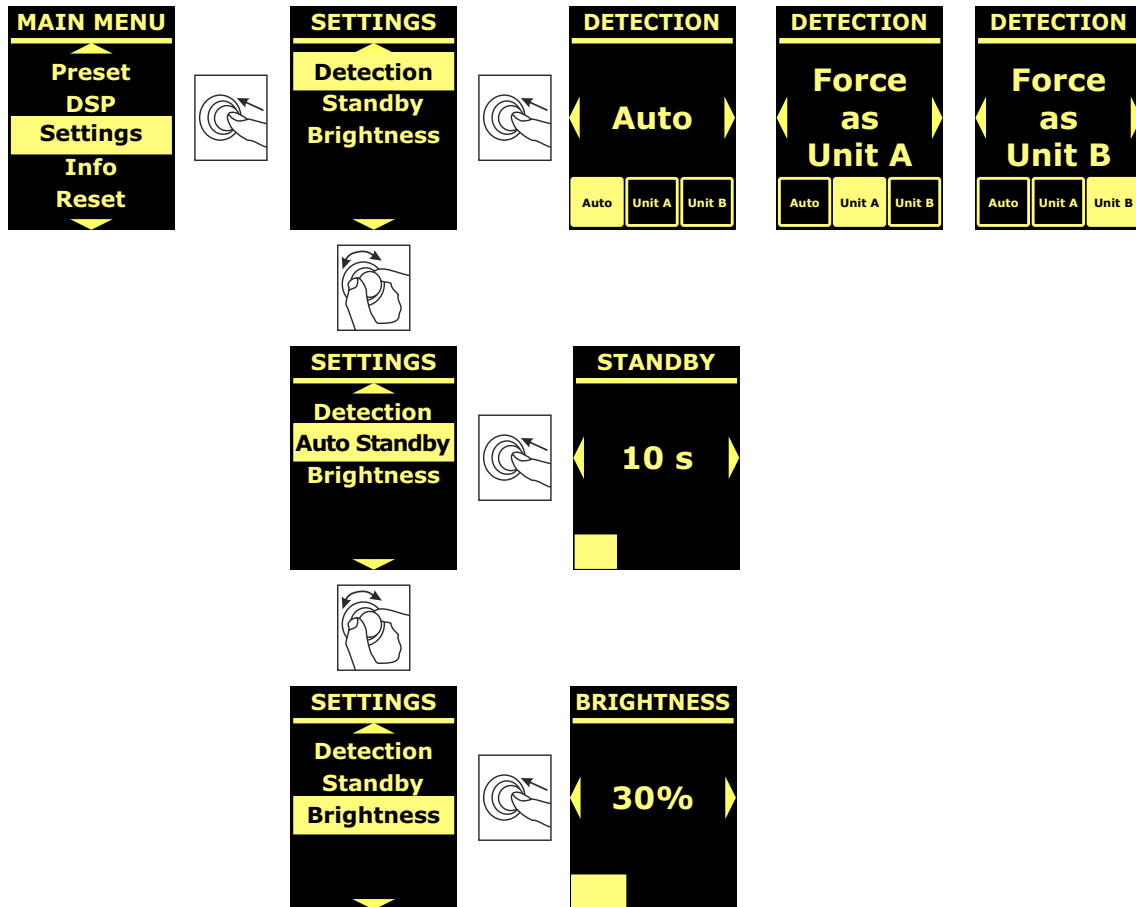 MAIN MENU
Preset
DSP
Settings
Info
Reset
SETTINGS
Detection
Standby
Brightness
DETECTION
Auto
Auto Unit A Unit B
DETECTION
Force
as
Unit A
Auto Unit A Unit B
DETECTION
Force
as
Unit B
Auto Unit A Unit B
SETTINGS
Detection
Auto Standby
Brightness
STANDBY
10 s
SETTINGS
Detection
Standby
Brightness
BRIGHTNESS
30%